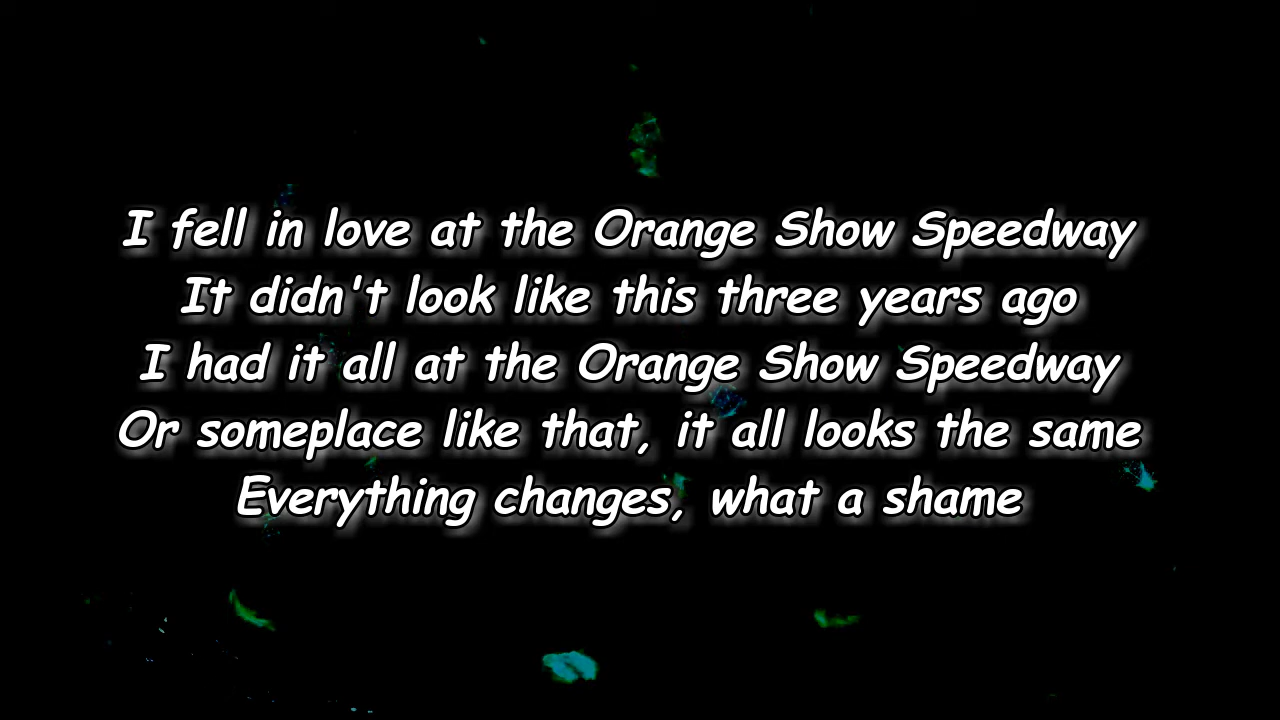 I fell in love at the Orange Show Speedway
It didn't look like this three years ago
I had it all at the Orange Show Speedway
Or someplace like that, it all looks the same
Everything changes, what a shame